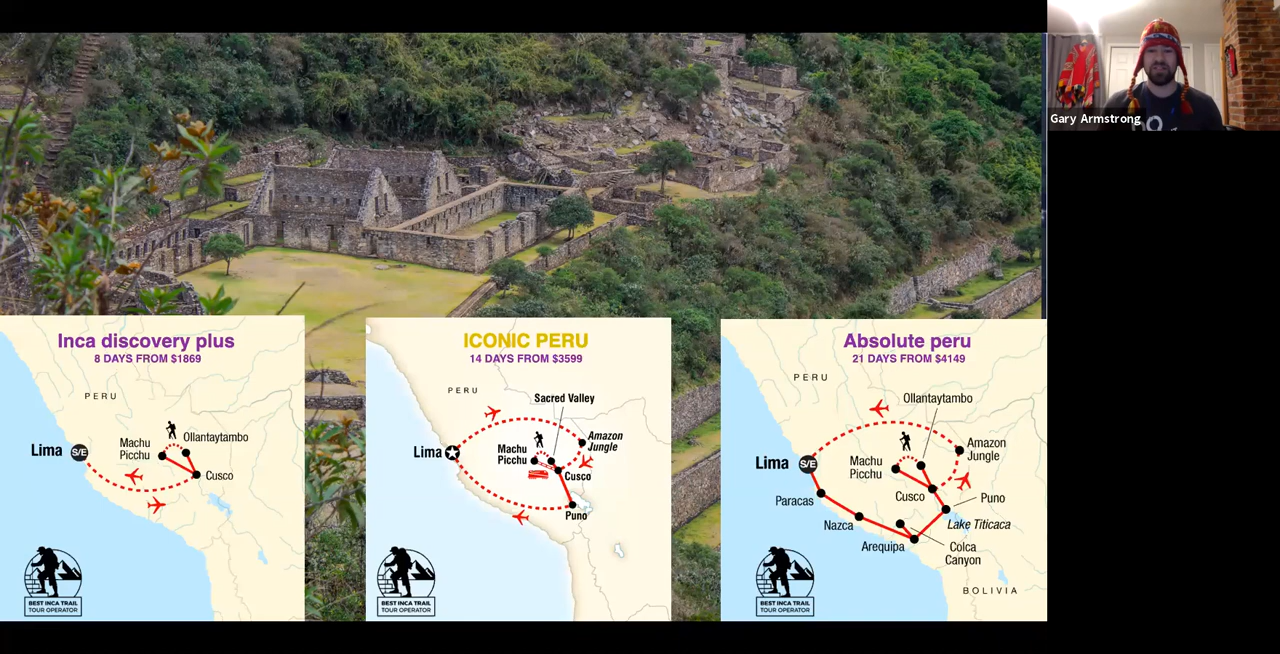 Gary Armstrong
Inca discovery plus
8 DAYS FROM $1869
PERU
Ollantaytambo
Machu
Picchu
Lima
S/E
Cusco
BEST INCA TRAIL
TOUR OPERATOR
ICONIC PERU
14 DAYS FROM $3599
PERU
Sacred Valley
Amazon
Jungle
Lima
Machu
Picchu
Cusco
Puno
BEST INCA TRAIL
TOUR OPERATOR
Absolute peru
21 DAYS FROM $4149
PERU
Ollantaytambo
Amazon
Jungle
Lima
S/E
Machu
Picchu
Cusco
Puno
Paracas
Nazca
Lake Titicaca
Arequipa
Colca
Canyon
BOLIVIA
BEST INCA TRAIL
TOUR OPERATOR